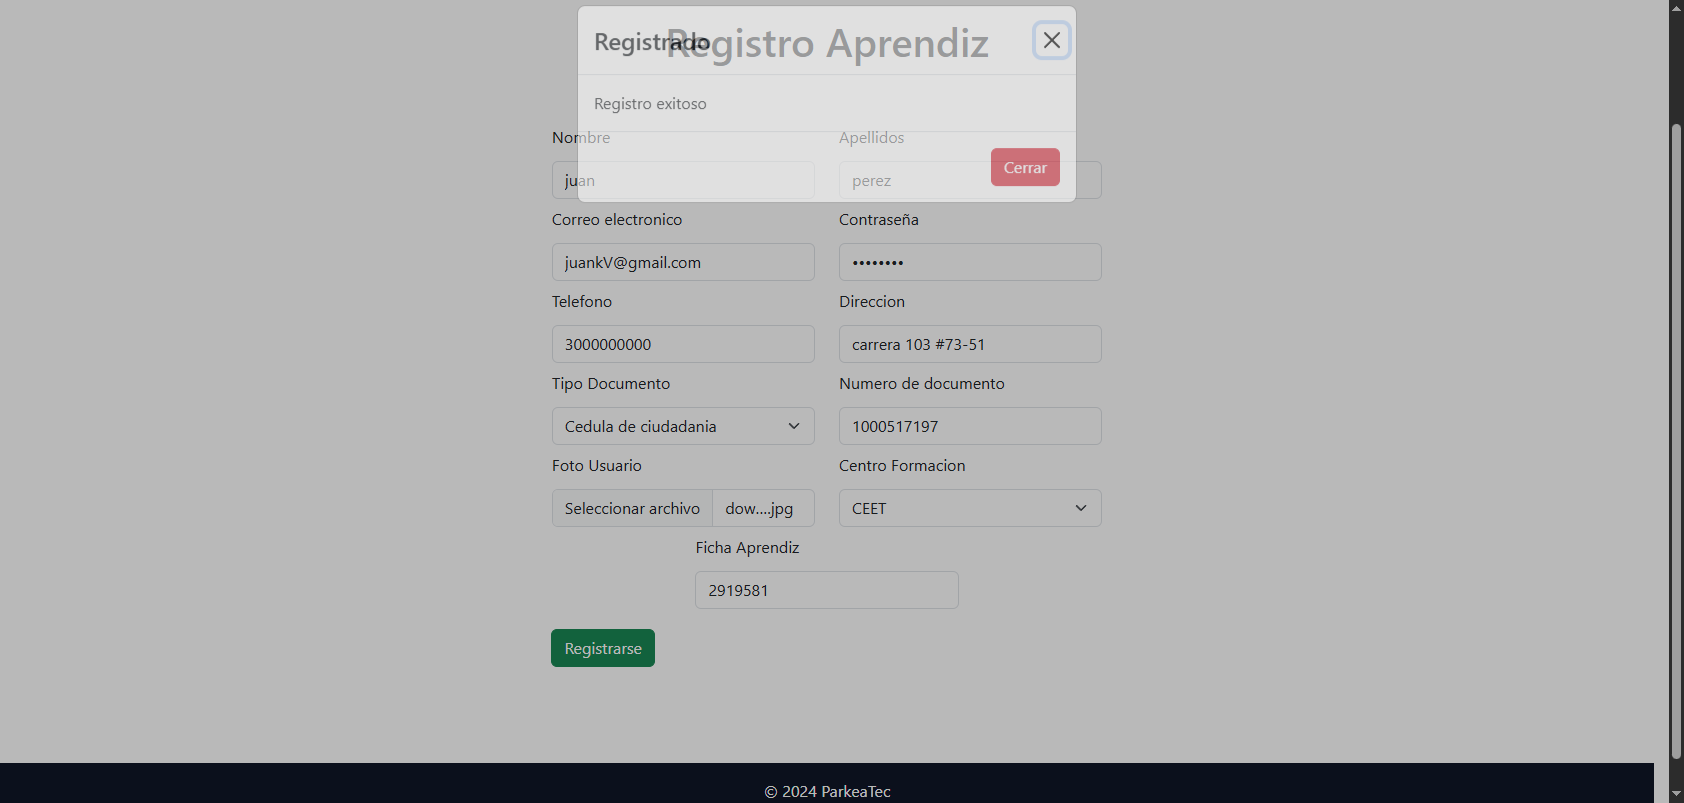 Registro Aprendiz
Registrado
Registro exitoso
Cerrar
Nombre
Apellidos
juan
perez
Correo electronico
Contraseña
juankV@gmail.com
••••••••
Telefono
Direccion
3000000000
carrera 103 #73-51
Tipo Documento
Numero de documento
Cedula de ciudadania
1000517197
Foto Usuario
Centro Formacion
Seleccionar archivo
dow....jpg
CEET
Ficha Aprendiz
2919581
Registrarse
© 2024 ParkeaTec